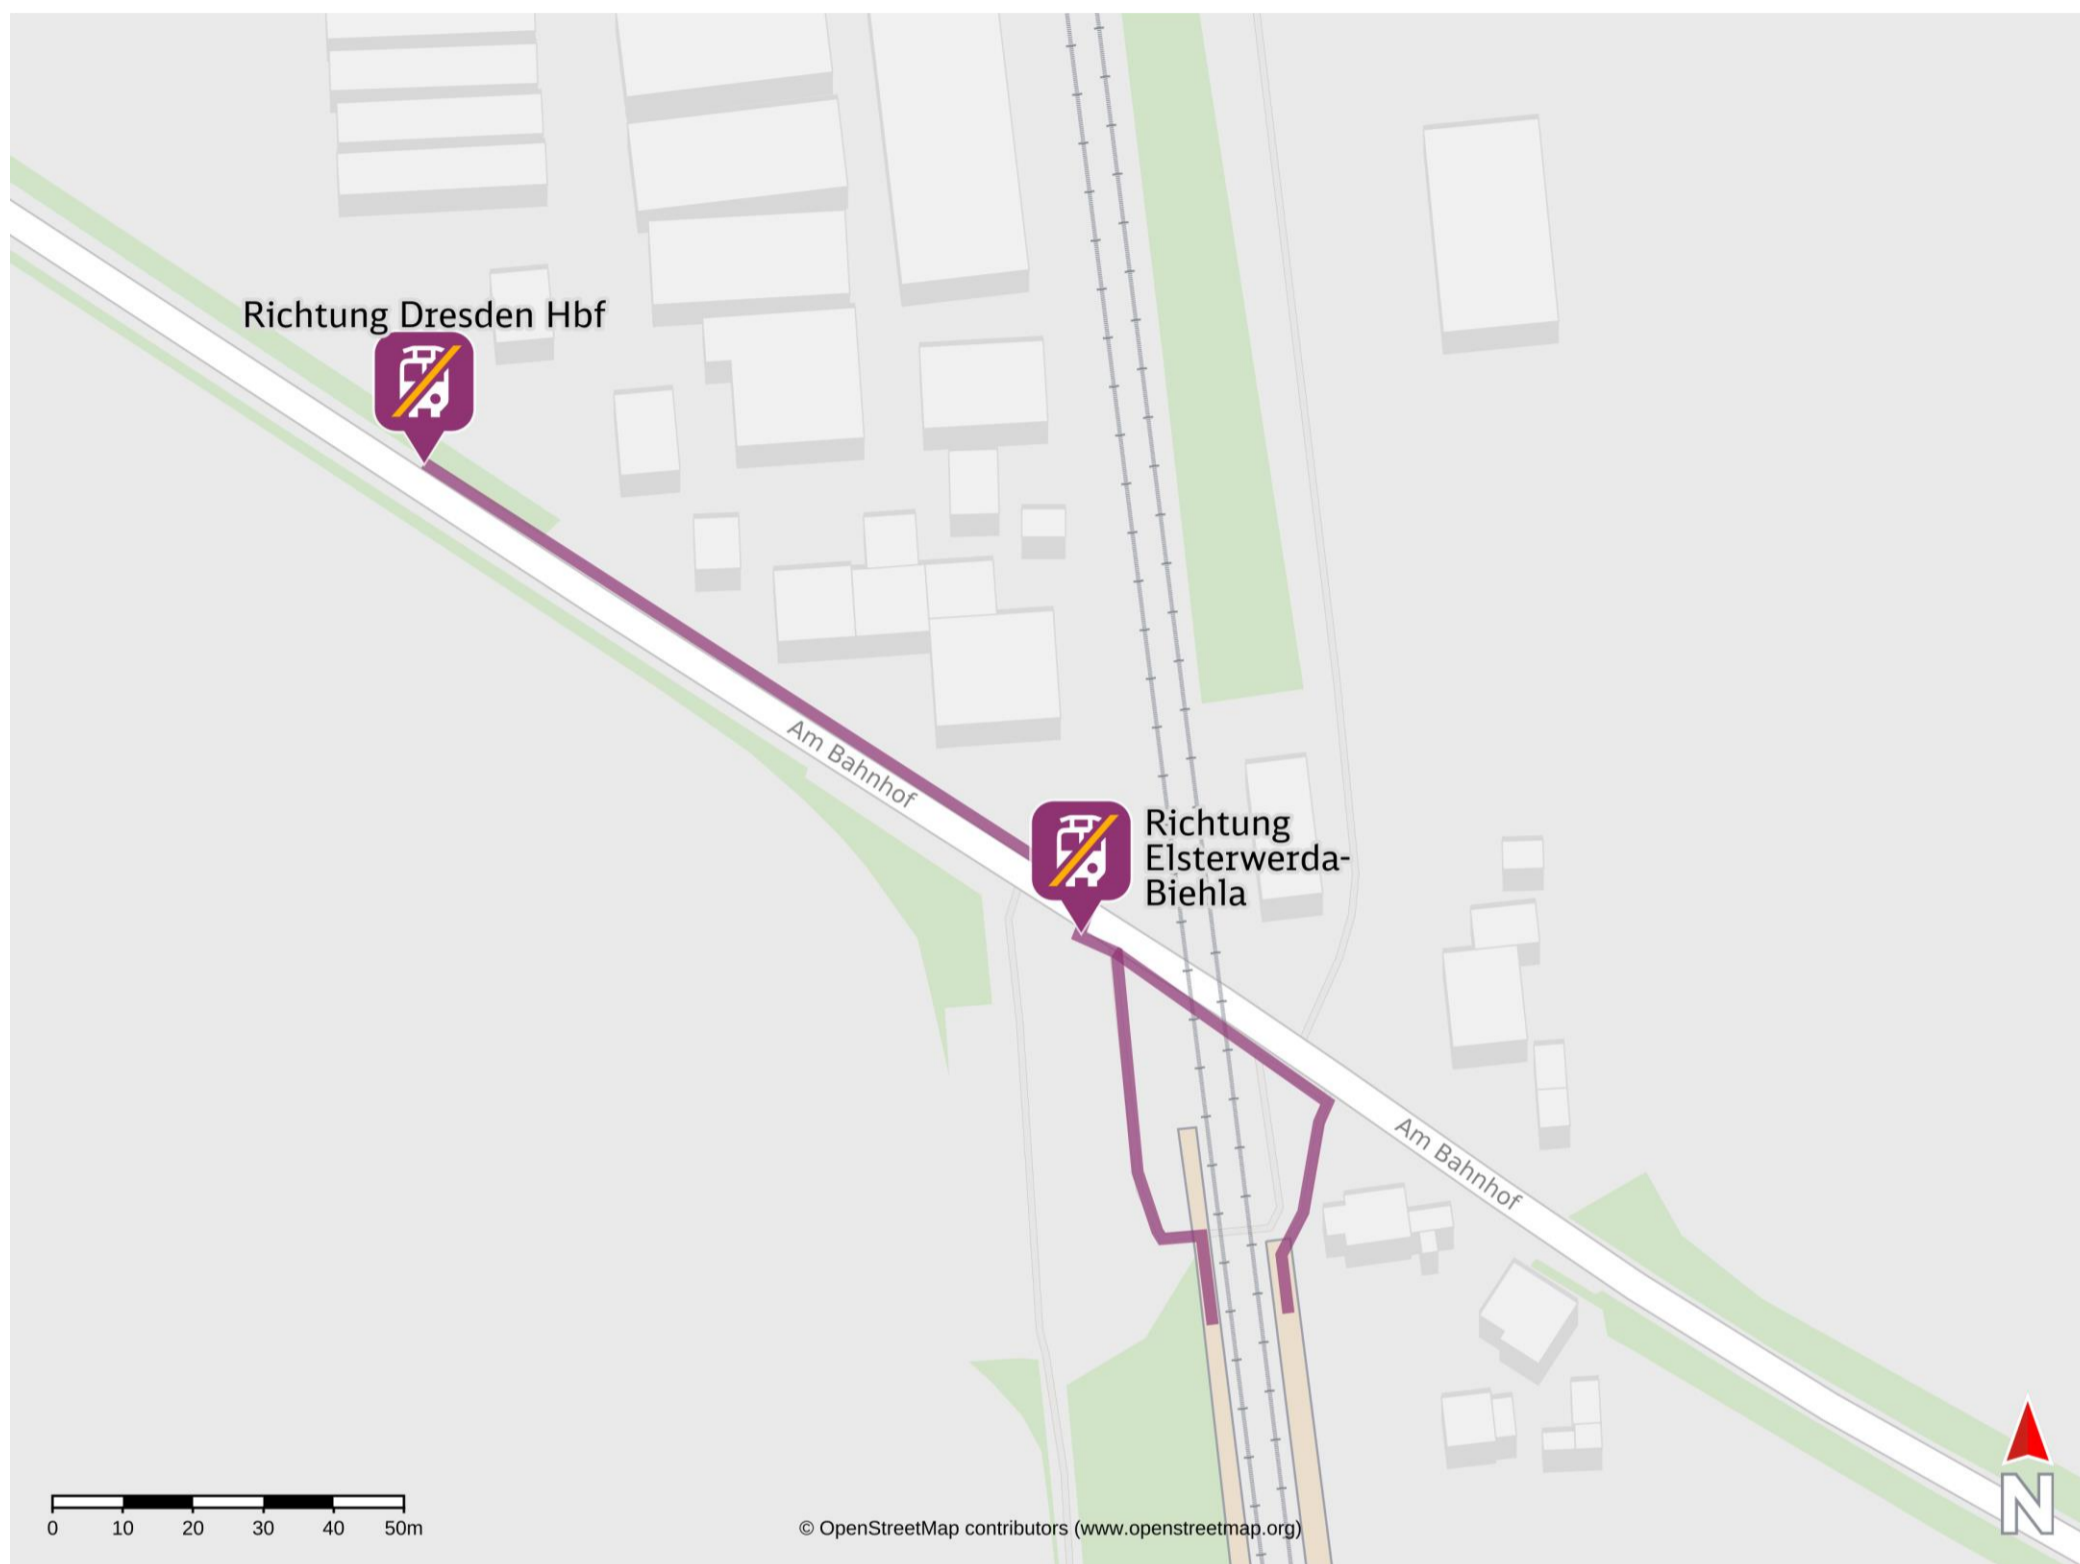 Richtung Dresden Hbf
Am Bahnhof
Richtung
Elsterwerda-
Biehla
Am Bahnhof
0 10 20 30 40 50m
© OpenStreetMap contributors (www.openstreetmap.org)
N